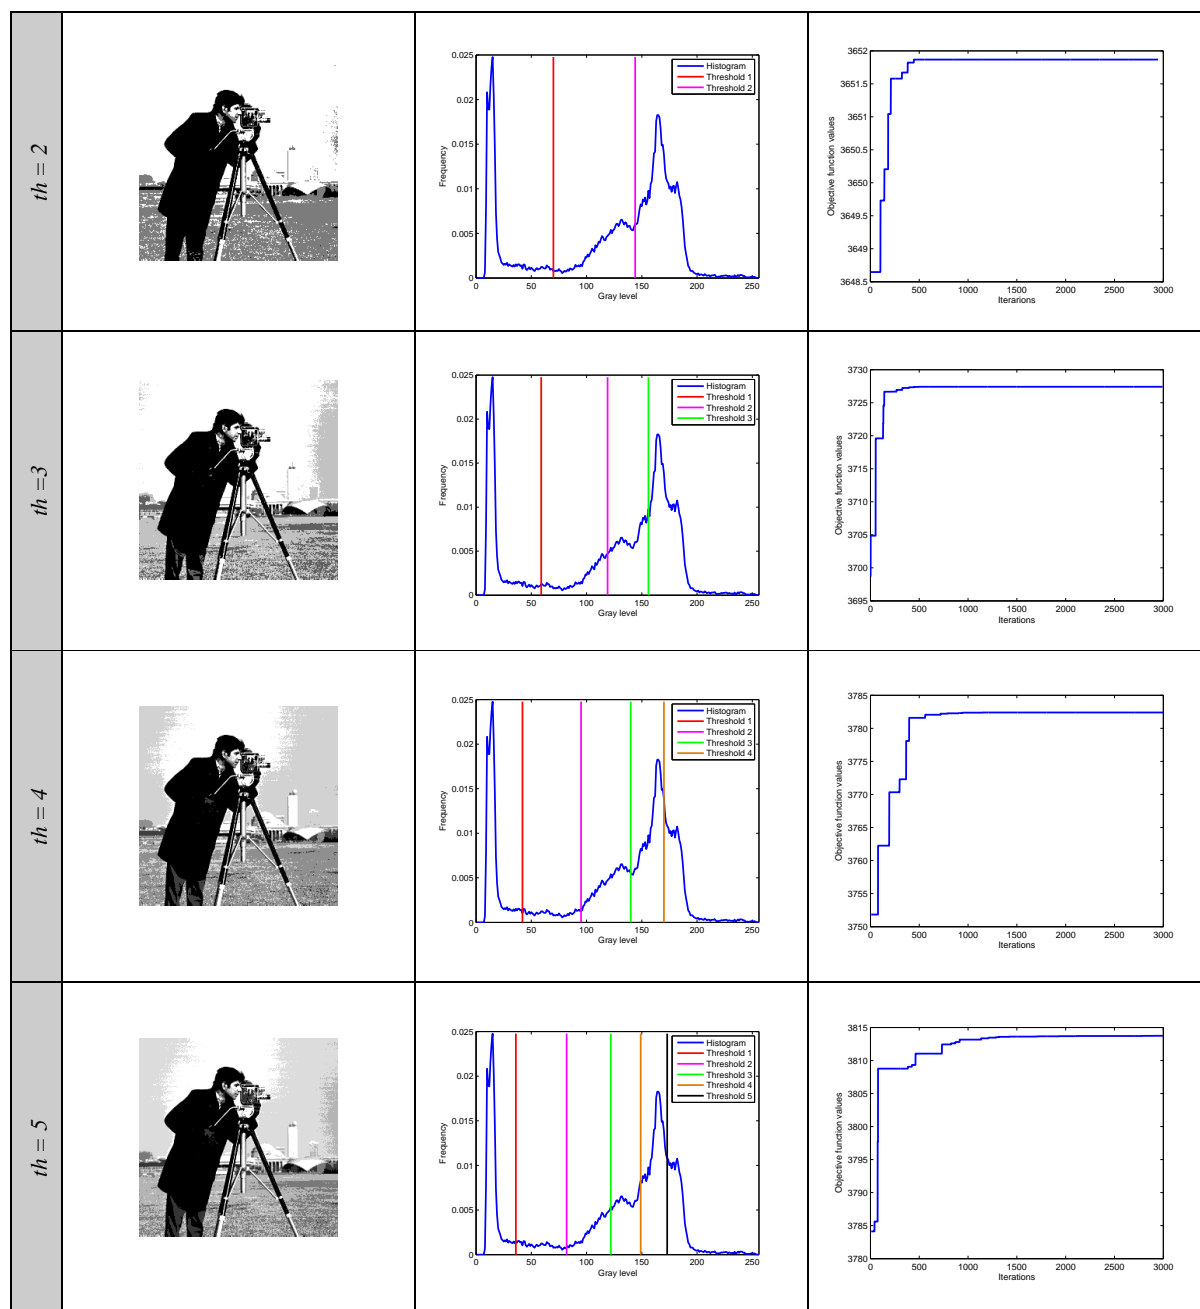 th = 2
0.025
0.02
0.015
0.01
0.005
0
Frequency
0 50 100 150 200 250
Gray level
Histogram
Threshold 1
Threshold 2
3652
3651.5
3651
3650.5
3650
3649.5
3649
3648.5
Objective function values
0 500 1000 1500 2000 2500 3000
Iterarions
th =3
0.025
0.02
0.015
0.01
0.005
0
Frequency
0 50 100 150 200 250
Gray level
Histogram
Threshold 1
Threshold 2
Threshold 3
3730
3725
3720
3715
3710
3705
3700
3695
Objective function values
0 500 1000 1500 2000 2500 3000
Iterations
th = 4
0.025
0.02
0.015
0.01
0.005
0
Frequency
0 50 100 150 200 250
Gray level
Histogram
Threshold 1
Threshold 2
Threshold 3
Threshold 4
3785
3780
3775
3770
3765
3760
3755
3750
Objective function values
0 500 1000 1500 2000 2500 3000
Iterations
th = 5
0.025
0.02
0.015
0.01
0.005
0
Frequency
0 50 100 150 200 250
Gray level
Histogram
Threshold 1
Threshold 2
Threshold 3
Threshold 4
Threshold 5
3815
3810
3805
3800
3795
3790
3785
3780
Objective function values
0 500 1000 1500 2000 2500 3000
Iterations